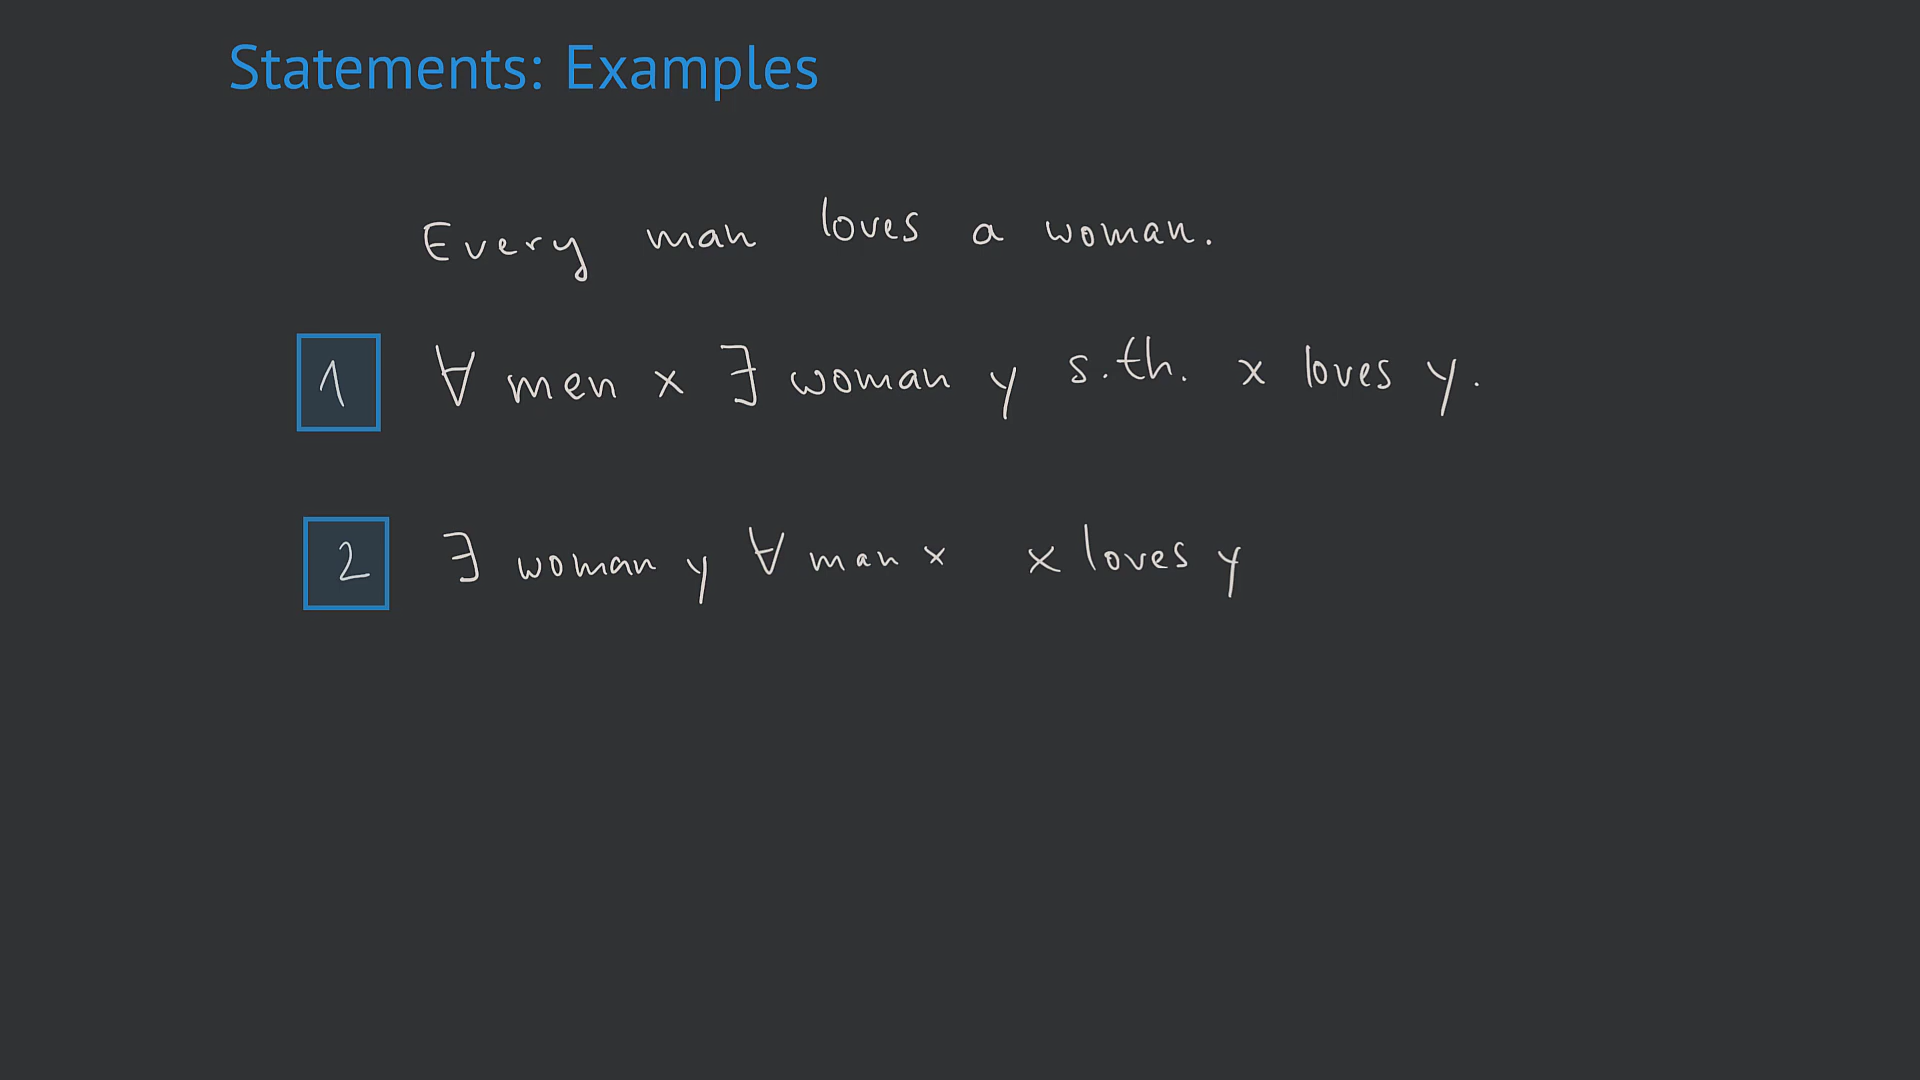 Statements: Examples
Every man loves a woman.
1 ∀ men x ∃ woman y s.th. x loves y.
2 ∃ woman y ∀ man x x loves y